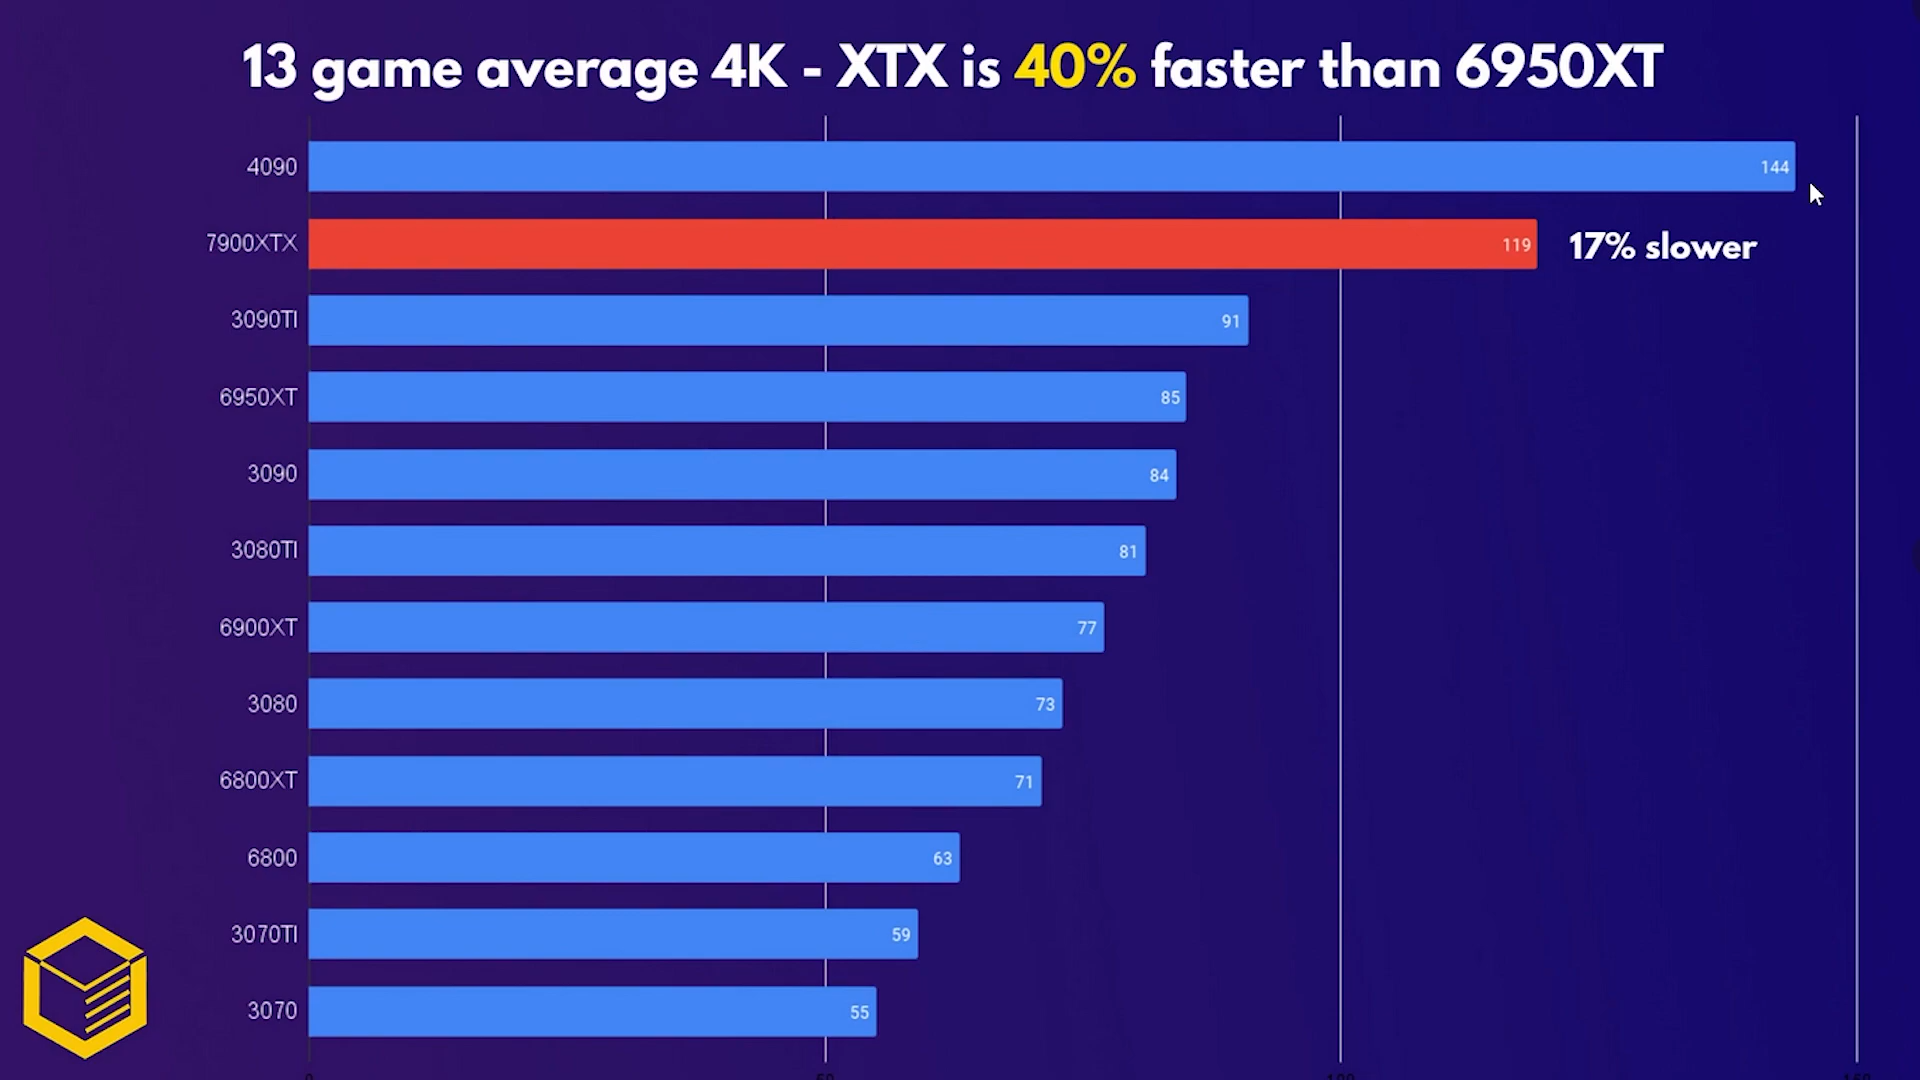 13 game average 4K - XTX is 40% faster than 6950XT
4090 144
7900XTX 119 17% slower
3090TI 91
6950XT 85
3090 84
3080TI 81
6900XT 77
3080 73
6800XT 71
6800 63
3070TI 59
3070 55